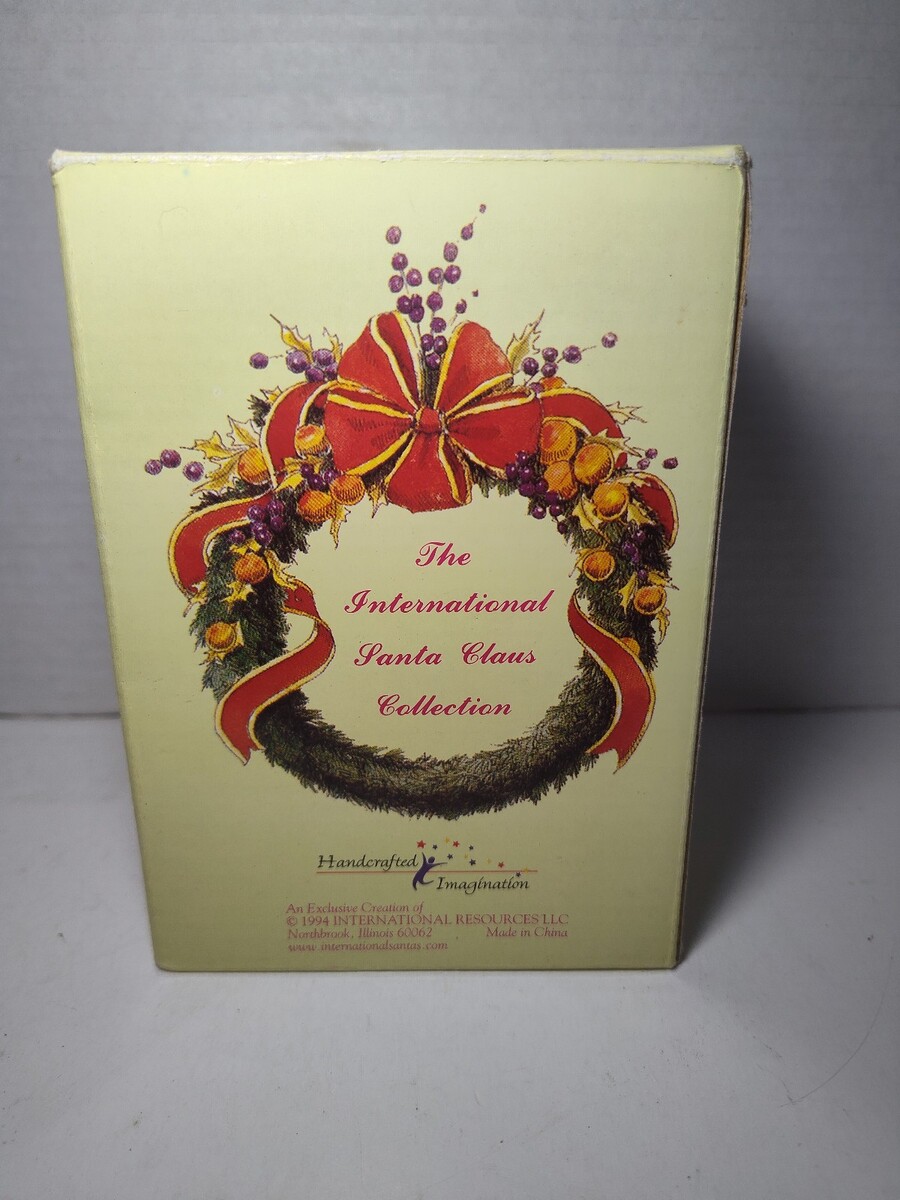 The
International
Santa Claus
Collection
Handcrafted
Imagination
An Exclusive Creation of
© 1994 INTERNATIONAL RESOURCES LLC
Northbrook, Illinois 60062 Made in China
www.internationalsantas.com